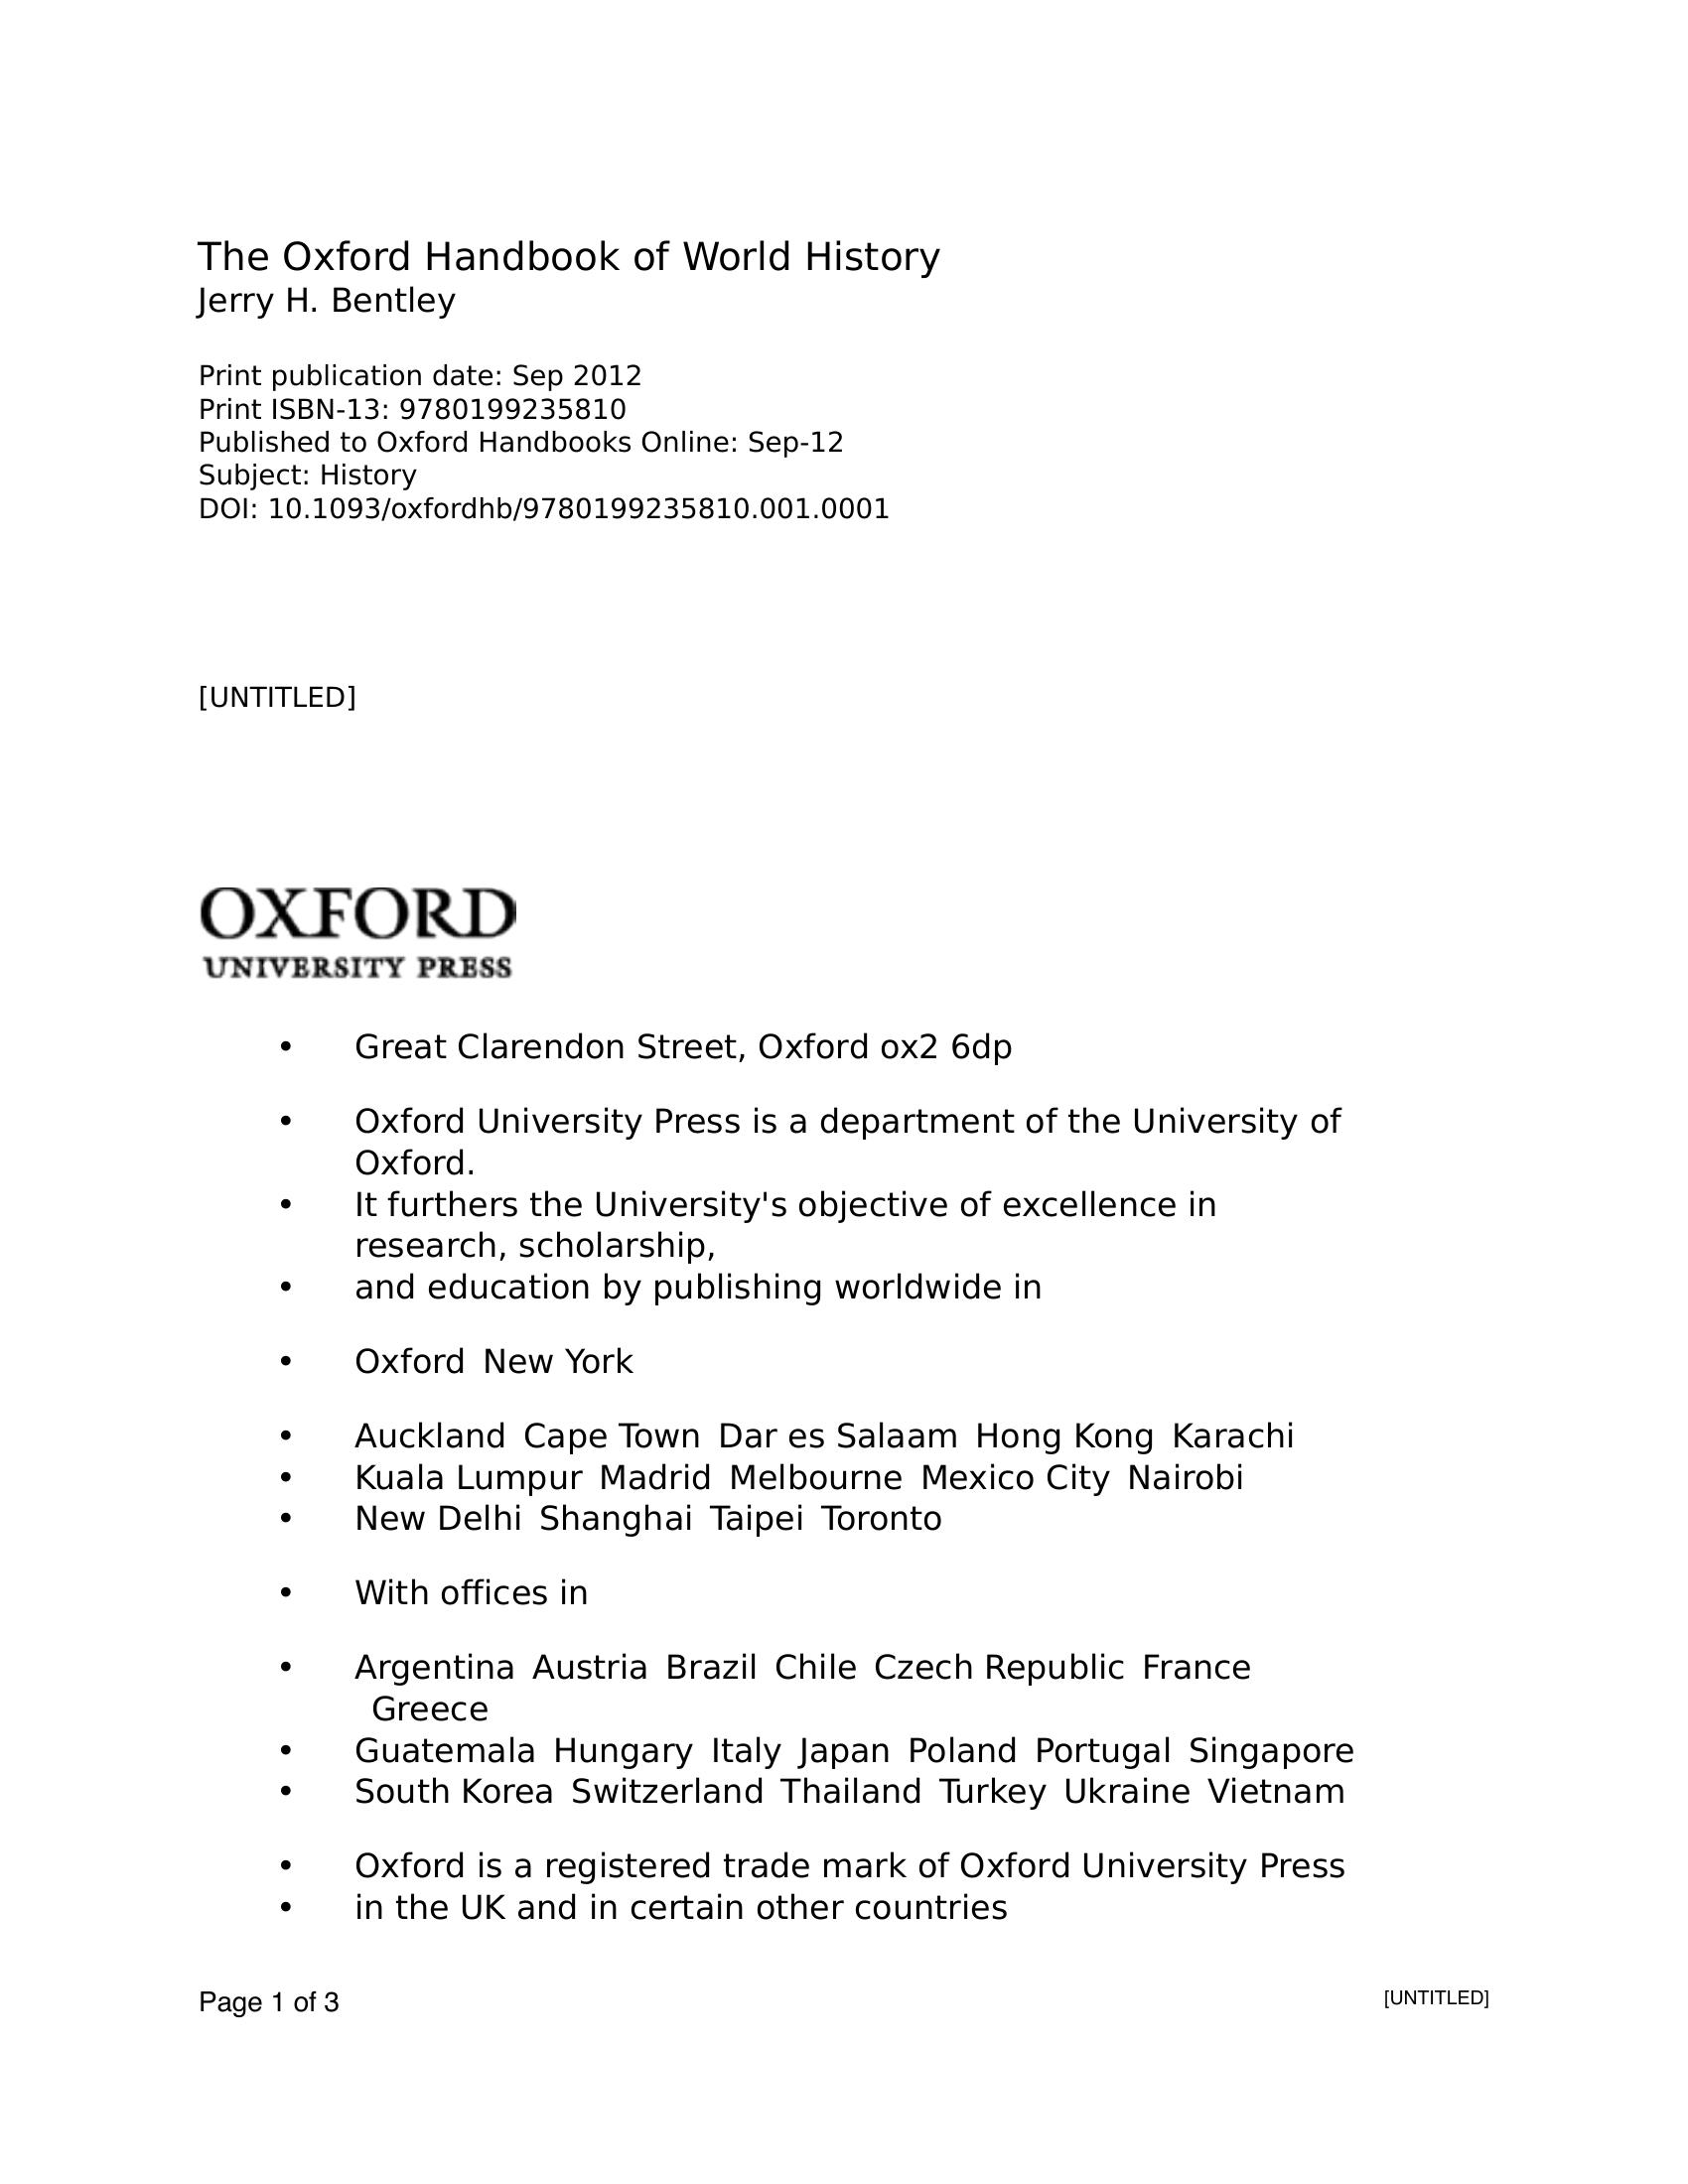 The Oxford Handbook of World History
Jerry H. Bentley
Print publication date: Sep 2012
Print ISBN-13: 9780199235810
Published to Oxford Handbooks Online: Sep-12
Subject: History
DOI: 10.1093/oxfordhb/9780199235810.001.0001
[UNTITLED]
OXFORD
UNIVERSITY PRESS
• Great Clarendon Street, Oxford ox2 6dp
• Oxford University Press is a department of the University of
Oxford.
• It furthers the University's objective of excellence in
research, scholarship,
• and education by publishing worldwide in
• Oxford New York
• Auckland Cape Town Dar es Salaam Hong Kong Karachi
• Kuala Lumpur Madrid Melbourne Mexico City Nairobi
• New Delhi Shanghai Taipei Toronto
• With offices in
• Argentina Austria Brazil Chile Czech Republic France
Greece
• Guatemala Hungary Italy Japan Poland Portugal Singapore
• South Korea Switzerland Thailand Turkey Ukraine Vietnam
• Oxford is a registered trade mark of Oxford University Press
• in the UK and in certain other countries
Page 1 of 3
[UNTITLED]